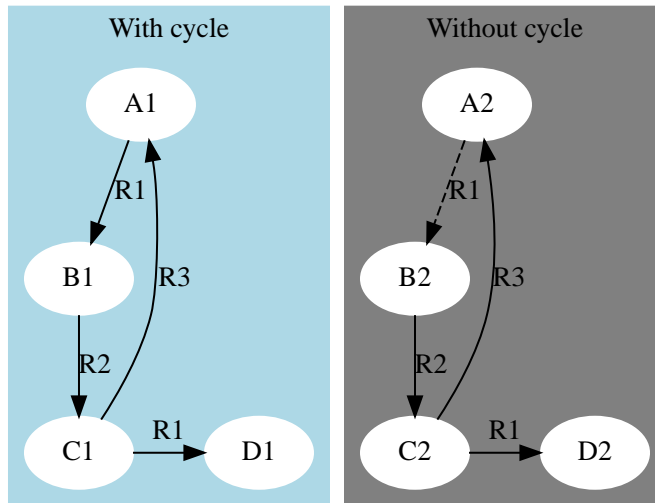 With cycle
A1
R1
B1
R3
R2
C1
R1
D1
Without cycle
A2
R1
B2
R3
R2
C2
R1
D2